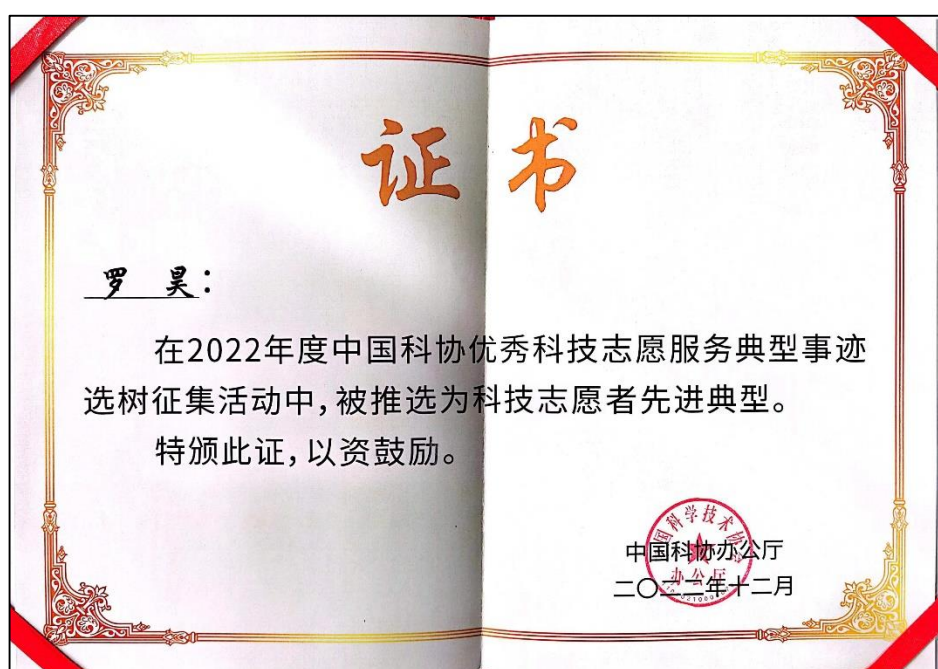 证书
罗 昊：
在2022年度中国科协优秀科技志愿服务典型事迹
选树征集活动中，被推选为科技志愿者先进典型。
特颁此证，以资鼓励。
中国科协办公厅
二〇二二年十二月